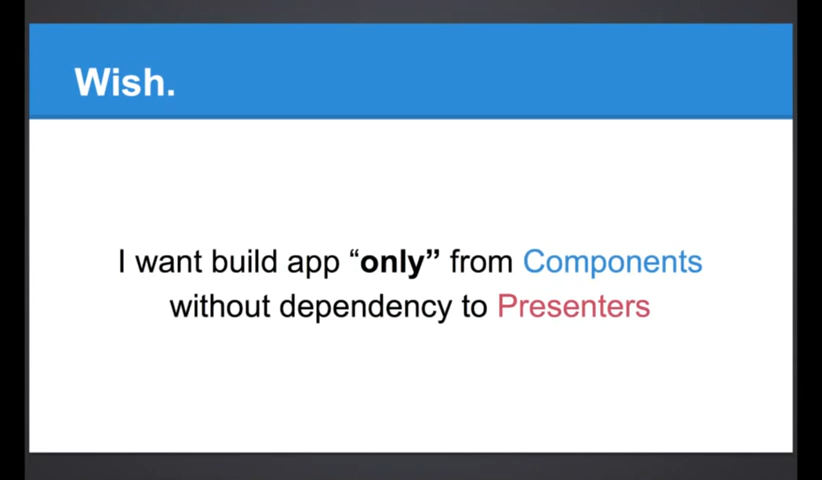 Wish.
I want build app “only” from Components
without dependency to Presenters